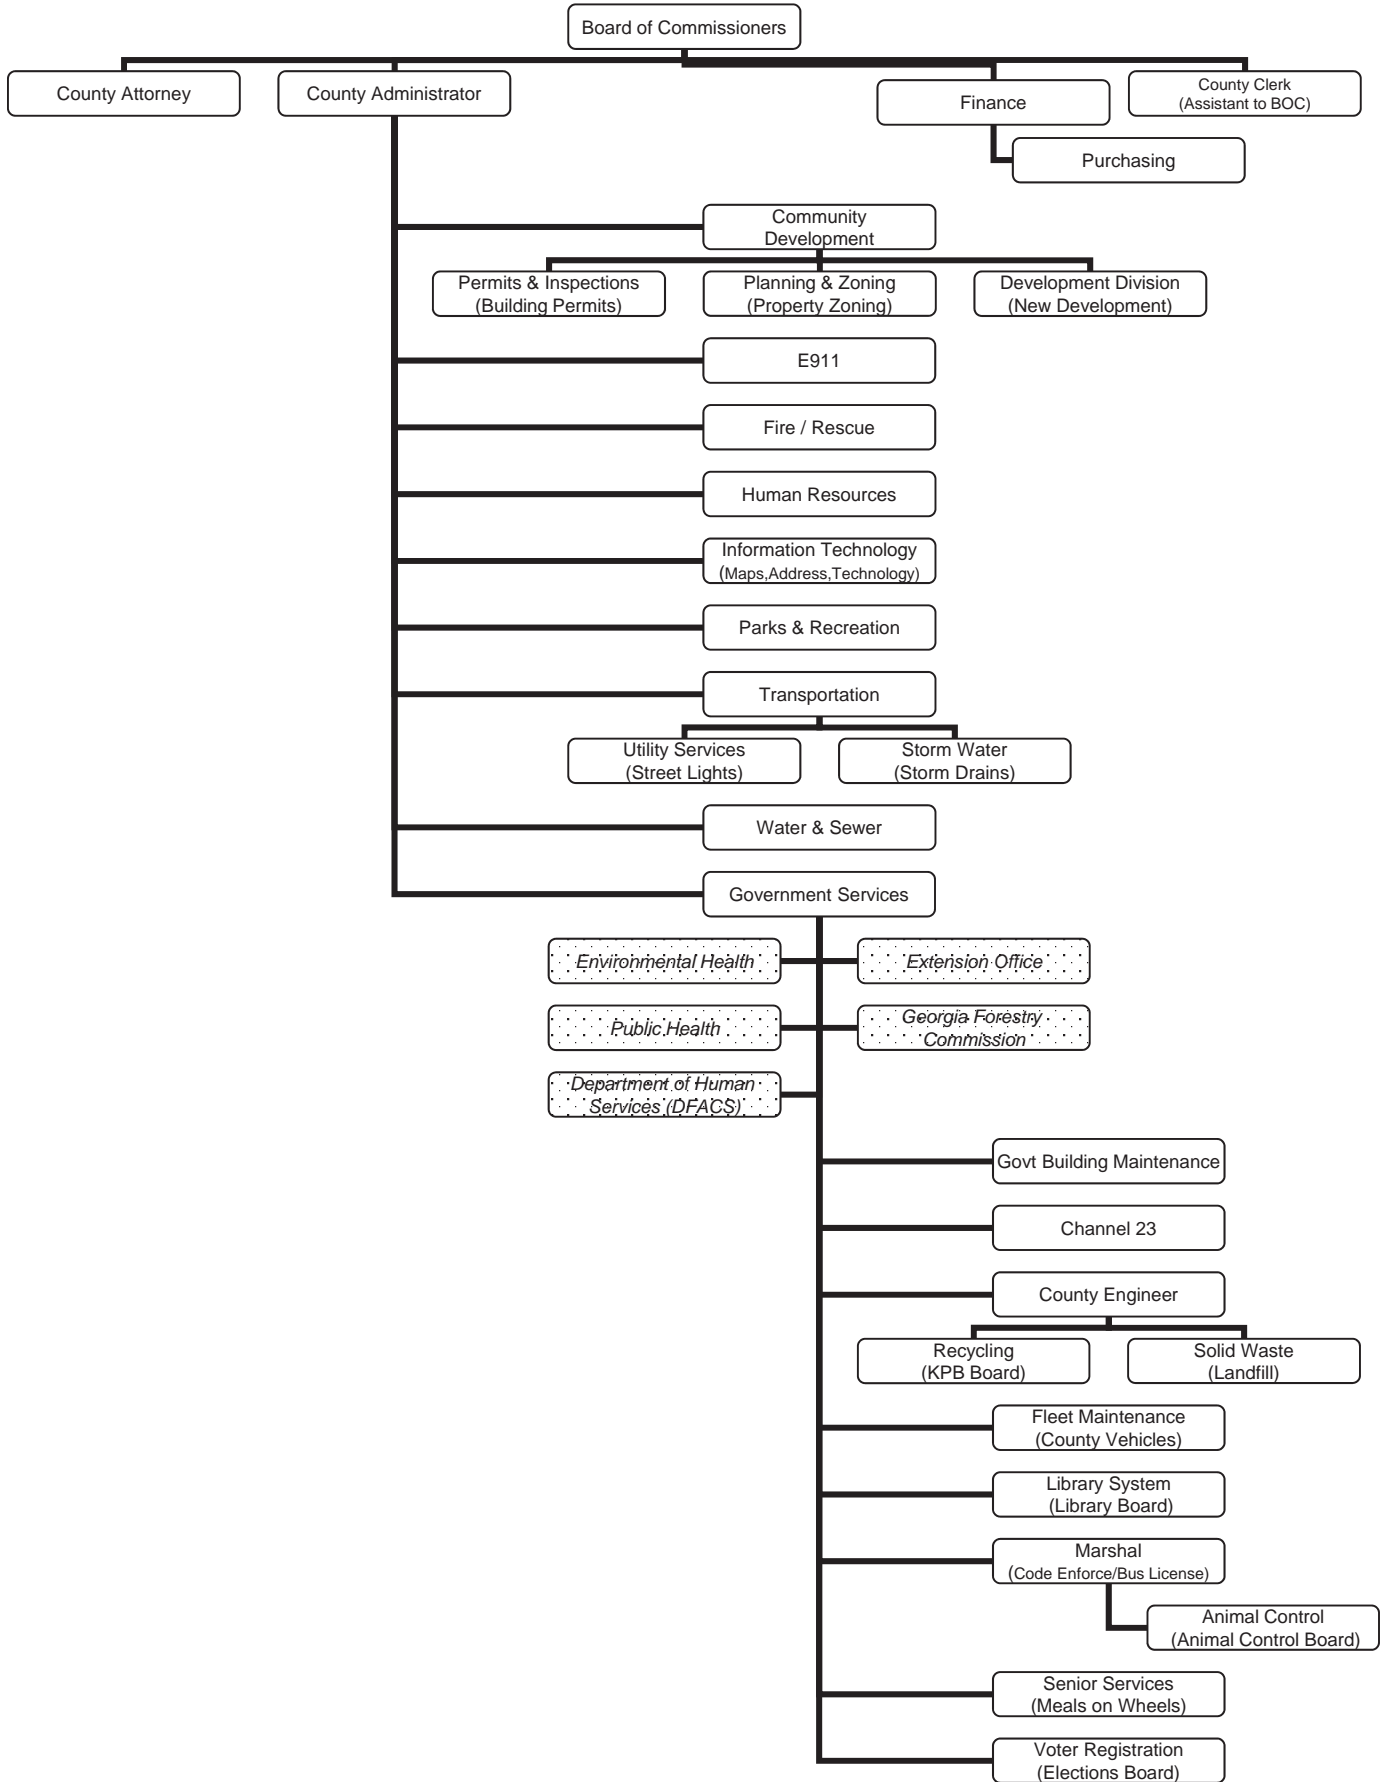 Board of Commissioners
County Attorney
County Administrator
Finance
County Clerk
(Assistant to BOC)
Purchasing
Community
Development
Permits & Inspections
(Building Permits)
Planning & Zoning
(Property Zoning)
Development Division
(New Development)
E911
Fire / Rescue
Human Resources
Information Technology
(Maps,Address,Technology)
Parks & Recreation
Transportation
Utility Services
(Street Lights)
Storm Water
(Storm Drains)
Water & Sewer
Government Services
Environmental Health
Extension Office
Public Health
Georgia Forestry
Commission
Department of Human
Services (DFACS)
Govt Building Maintenance
Channel 23
County Engineer
Recycling
(KPB Board)
Solid Waste
(Landfill)
Fleet Maintenance
(County Vehicles)
Library System
(Library Board)
Marshal
(Code Enforce/Bus License)
Animal Control
(Animal Control Board)
Senior Services
(Meals on Wheels)
Voter Registration
(Elections Board)